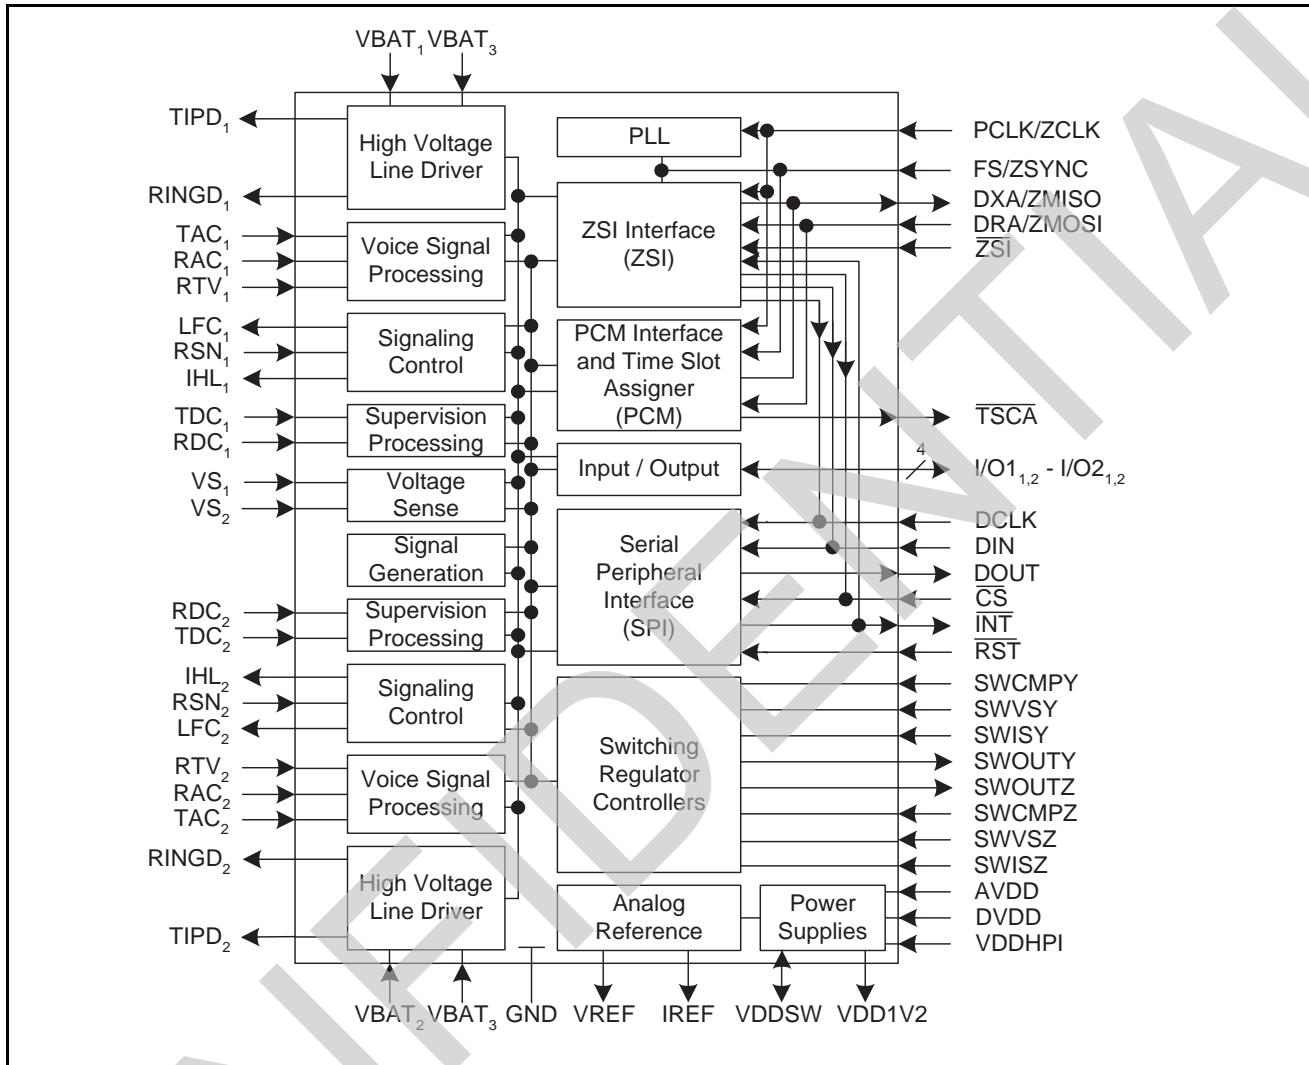 VBAT1 VBAT3
TIPD1
RINGD1
TAC1
RAC1
RTV1
LFC1
RSN1
IHL1
TDC1
RDC1
VS1
VS2
RDC2
TDC2
IHL2
RSN2
LFC2
RTV2
RAC2
TAC2
RINGD2
TIPD2
High Voltage
Line Driver
Voice Signal
Processing
Signaling
Control
Supervision
Processing
Voltage
Sense
Signal
Generation
Supervision
Processing
Signaling
Control
Voice Signal
Processing
High Voltage
Line Driver
PLL
ZSI Interface
(ZSI)
PCM Interface
and Time Slot
Assigner
(PCM)
Input / Output
Serial
Peripheral
Interface
(SPI)
Switching
Regulator
Controllers
Analog
Reference
Power
Supplies
PCLK/ZCLK
FS/ZSYNC
DXA/ZMISO
DRA/ZMOSI
ZSI
TSCA
4
I/O11,2 - I/O21,2
DCLK
DIN
DOUT
CS
INT
RST
SWCMPY
SWVSY
SWISY
SWOUTY
SWOUTZ
SWCMPZ
SWVSZ
SWISZ
AVDD
DVDD
VDDHPI
VBAT2 VBAT3 GND VREF IREF VDDSW VDD1V2
NFIDENTIAL